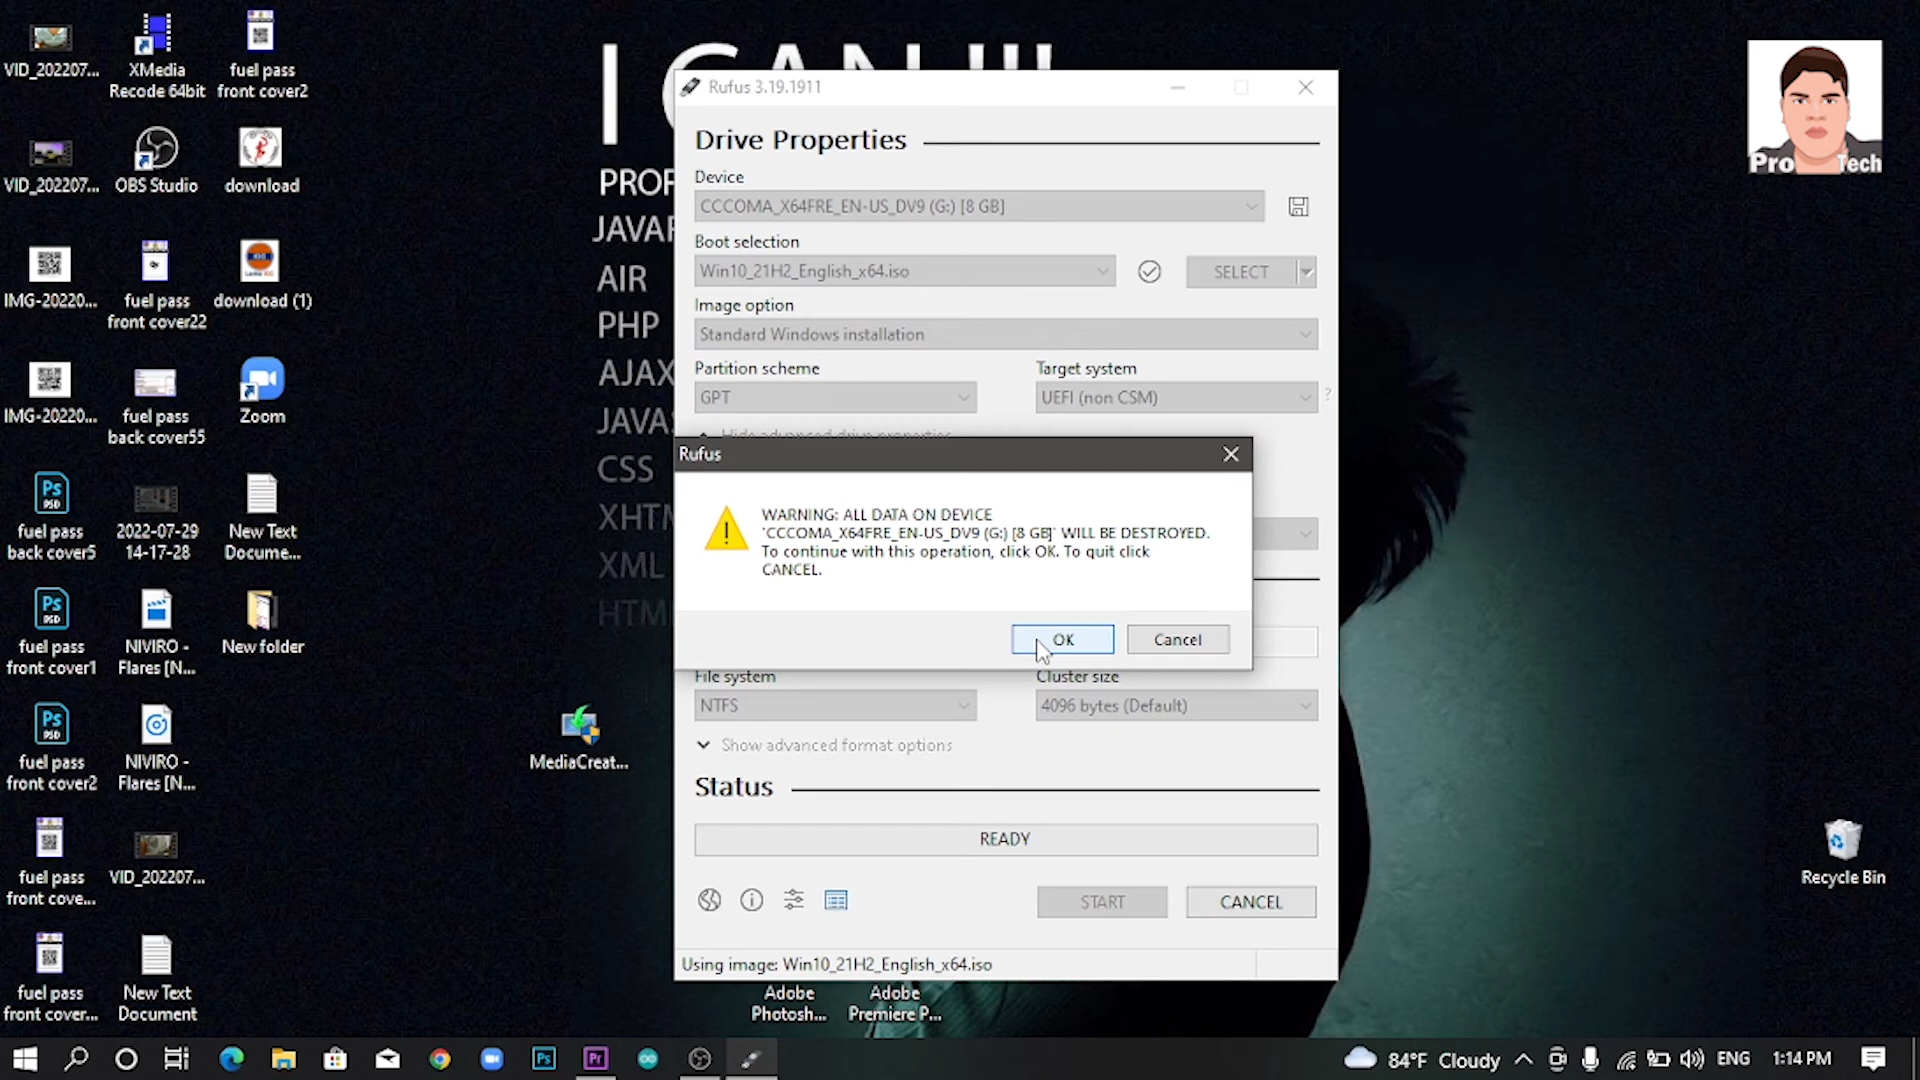 VID_202207...
XMedia
Recode 64bit
fuel pass
front cover2
VID_202207...
OBS Studio
download
IMG-20220...
fuel pass
front cover22
download (1)
IMG-20220...
fuel pass
back cover55
Zoom
fuel pass
back cover5
2022-07-29
14-17-28
New Text
Docume...
fuel pass
front cover1
NIVIRO -
Flares [N...
New folder
fuel pass
front cover2
NIVIRO -
Flares [N...
fuel pass
front cove...
VID_202207...
fuel pass
front cover...
New Text
Document
MediaCreat...
I CAN !!!
JAVA
AIR
PHP
AJAX
CSS
XML
Rufus 3.19.1911
Drive Properties
Device
CCCOMA_X64FRE_EN-US_DV9 (G:) [8 GB]
Boot selection
Win10_21H2_English_x64.iso
SELECT
Image option
Standard Windows installation
Partition scheme
Target system
GPT
UEFI (non CSM)
?
Hide advanced drive properties
Rufus
WARNING: ALL DATA ON DEVICE
'CCCOMA_X64FRE_EN-US_DV9 (G:) [8 GB]' WILL BE DESTROYED.
To continue with this operation, click OK. To quit click
CANCEL.
OK
Cancel
File system
Cluster size
NTFS
4096 bytes (Default)
Show advanced format options
Status
READY
START
CANCEL
Using image: Win10_21H2_English_x64.iso
Adobe
Photosh...
Adobe
Premiere P...
Pro Tech
Recycle Bin
84°F Cloudy
ENG
1:14 PM